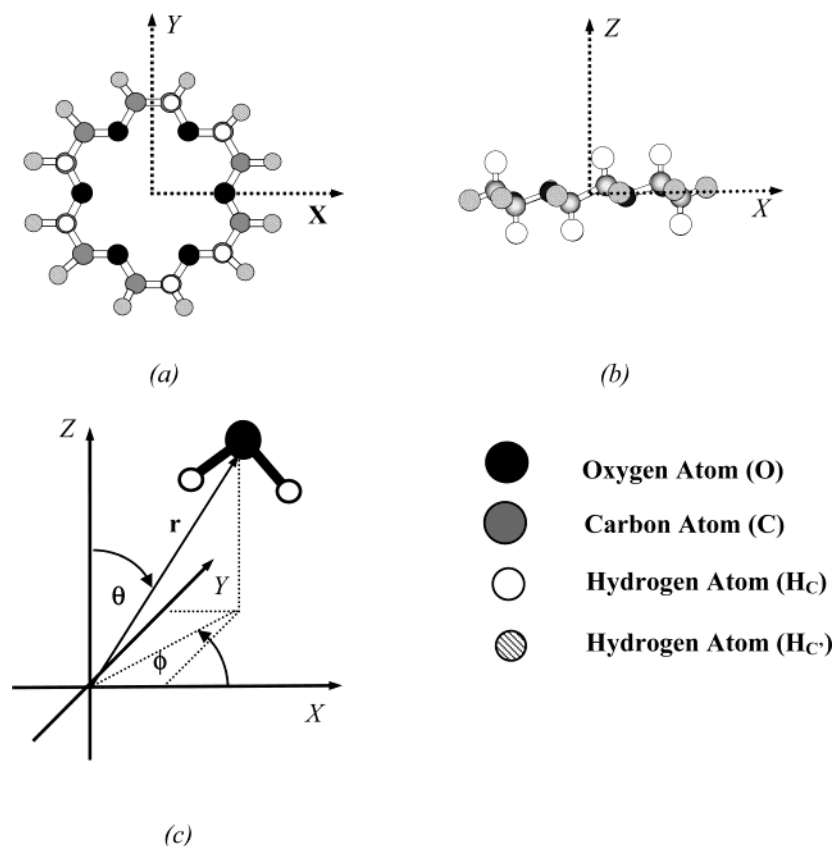 Y
X
(a)
Z
X
(b)
Z
r
θ
Y
ϕ
X
(c)
Oxygen Atom (O)
Carbon Atom (C)
Hydrogen Atom (HC)
Hydrogen Atom (HC')